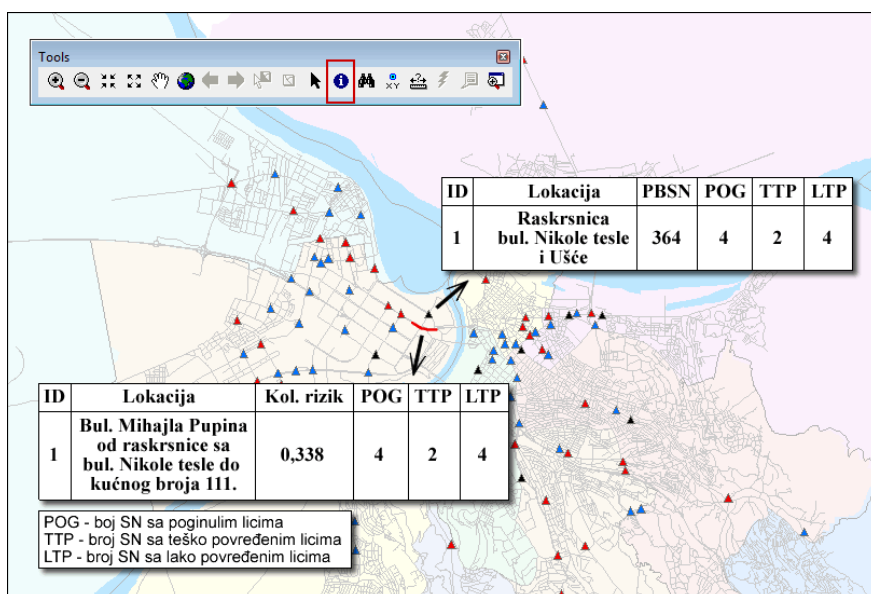 Tools
XY
ID Lokacija PBSN POG TTP LTP
1 Raskrsnica bul. Nikole tesle i Ušće 364 4 2 4
ID Lokacija Kol. rizik POG TTP LTP
1 Bul. Mihajla Pupina od raskrsnice sa bul. Nikole tesle do kućnog broja 111. 0,338 4 2 4
POG - boj SN sa poginulim licima
TTP - broj SN sa teško povređenim licima
LTP - broj SN sa lako povređenim licima